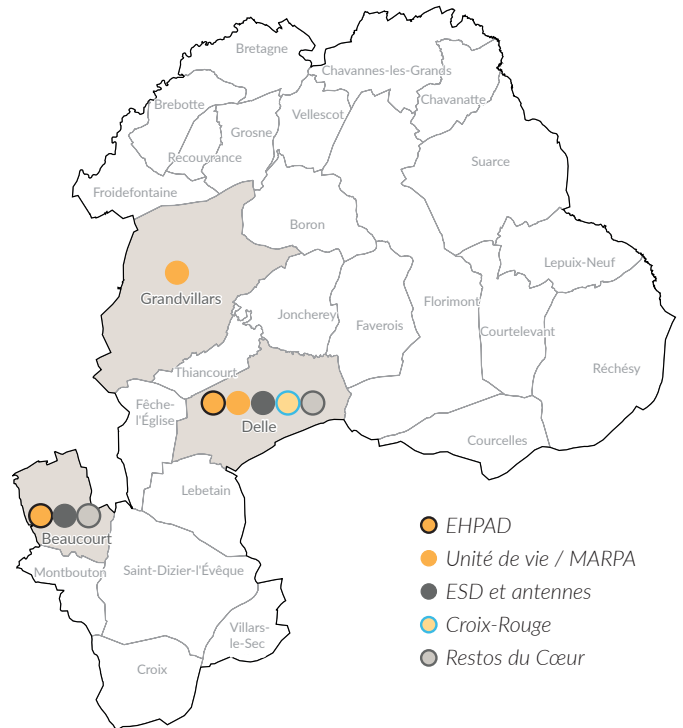 Bretagne
Chavannes-les-Grands
Chavanatte
Brebotte
Vellescot
Grosne
Recouvrance
Suarce
Froidefontaine
Boron
Lepuix-Neuf
Grandvillars
Florimont
Joncherey
Faverois
Courtelevant
Thiancourt
Réchésy
Fêche-
l'Église
Delle
Courcelles
Lebetain
Beaucourt
Montbouton
Saint-Dizier-l'Évêque
Villars-
le-Sec
Croix
EHPAD
Unité de vie / MARPA
ESD et antennes
Croix-Rouge
Restos du Cœur